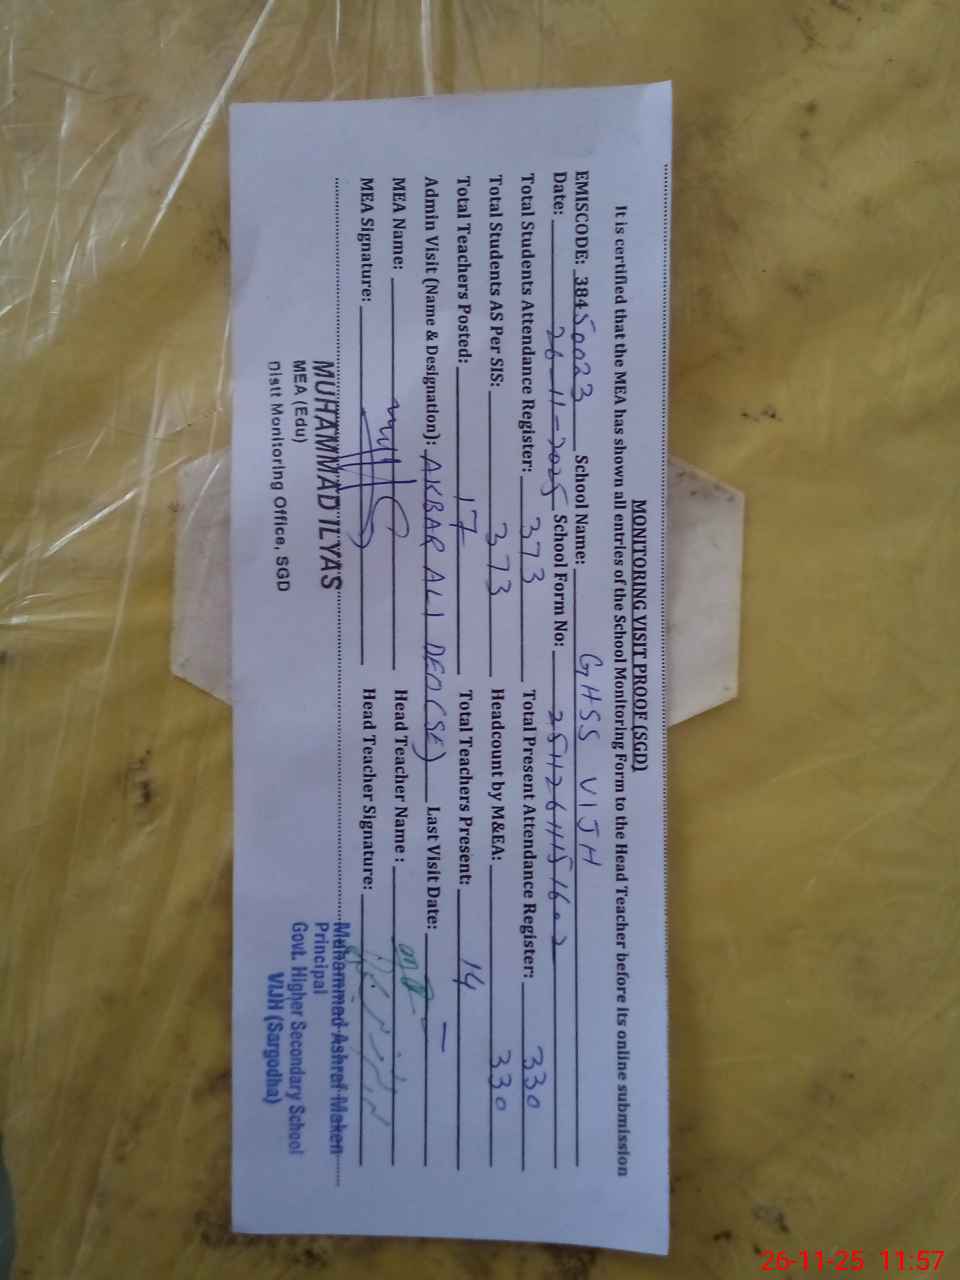 MONITORING VISIT PROOF (SGD)
It is certified that the MEA has shown all entries of the School Monitoring Form to the Head Teacher before its online submission
EMISCODE: 38450023 School Name: GHSS VIJH
Date: 26-11-2025 School Form No:
Total Students Attendance Register: 373 Total Present Attendance Register: 330
Total Students AS Per SIS: 373 Headcount by M&EA: 330
Total Teachers Posted: 17 Total Teachers Present: 14
Admin Visit (Name & Designation): AKBAR ALI DEO(SE) Last Visit Date: —
MEA Name: Head Teacher Name :
MEA Signature: Head Teacher Signature:
MUHAMMAD ILYAS
MEA (Edu)
Distt Monitoring Office, SGD
Muhammad Ashraf Maken
Principal
Govt. Higher Secondary School
VIJH (Sargodha)
26-11-25 11:57